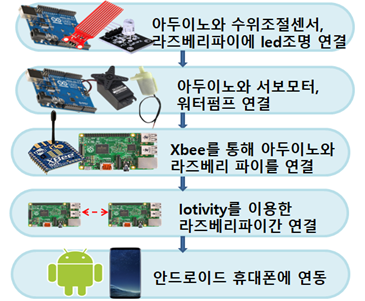 아두이노와 수위조절센서,
라즈베리파이에 led조명 연결
아두이노와 서보모터,
워터펌프 연결
Xbee를 통해 아두이노와
라즈베리 파이를 연결
Iotivity를 이용한
라즈베리파이간 연결
안드로이드 휴대폰에 연동